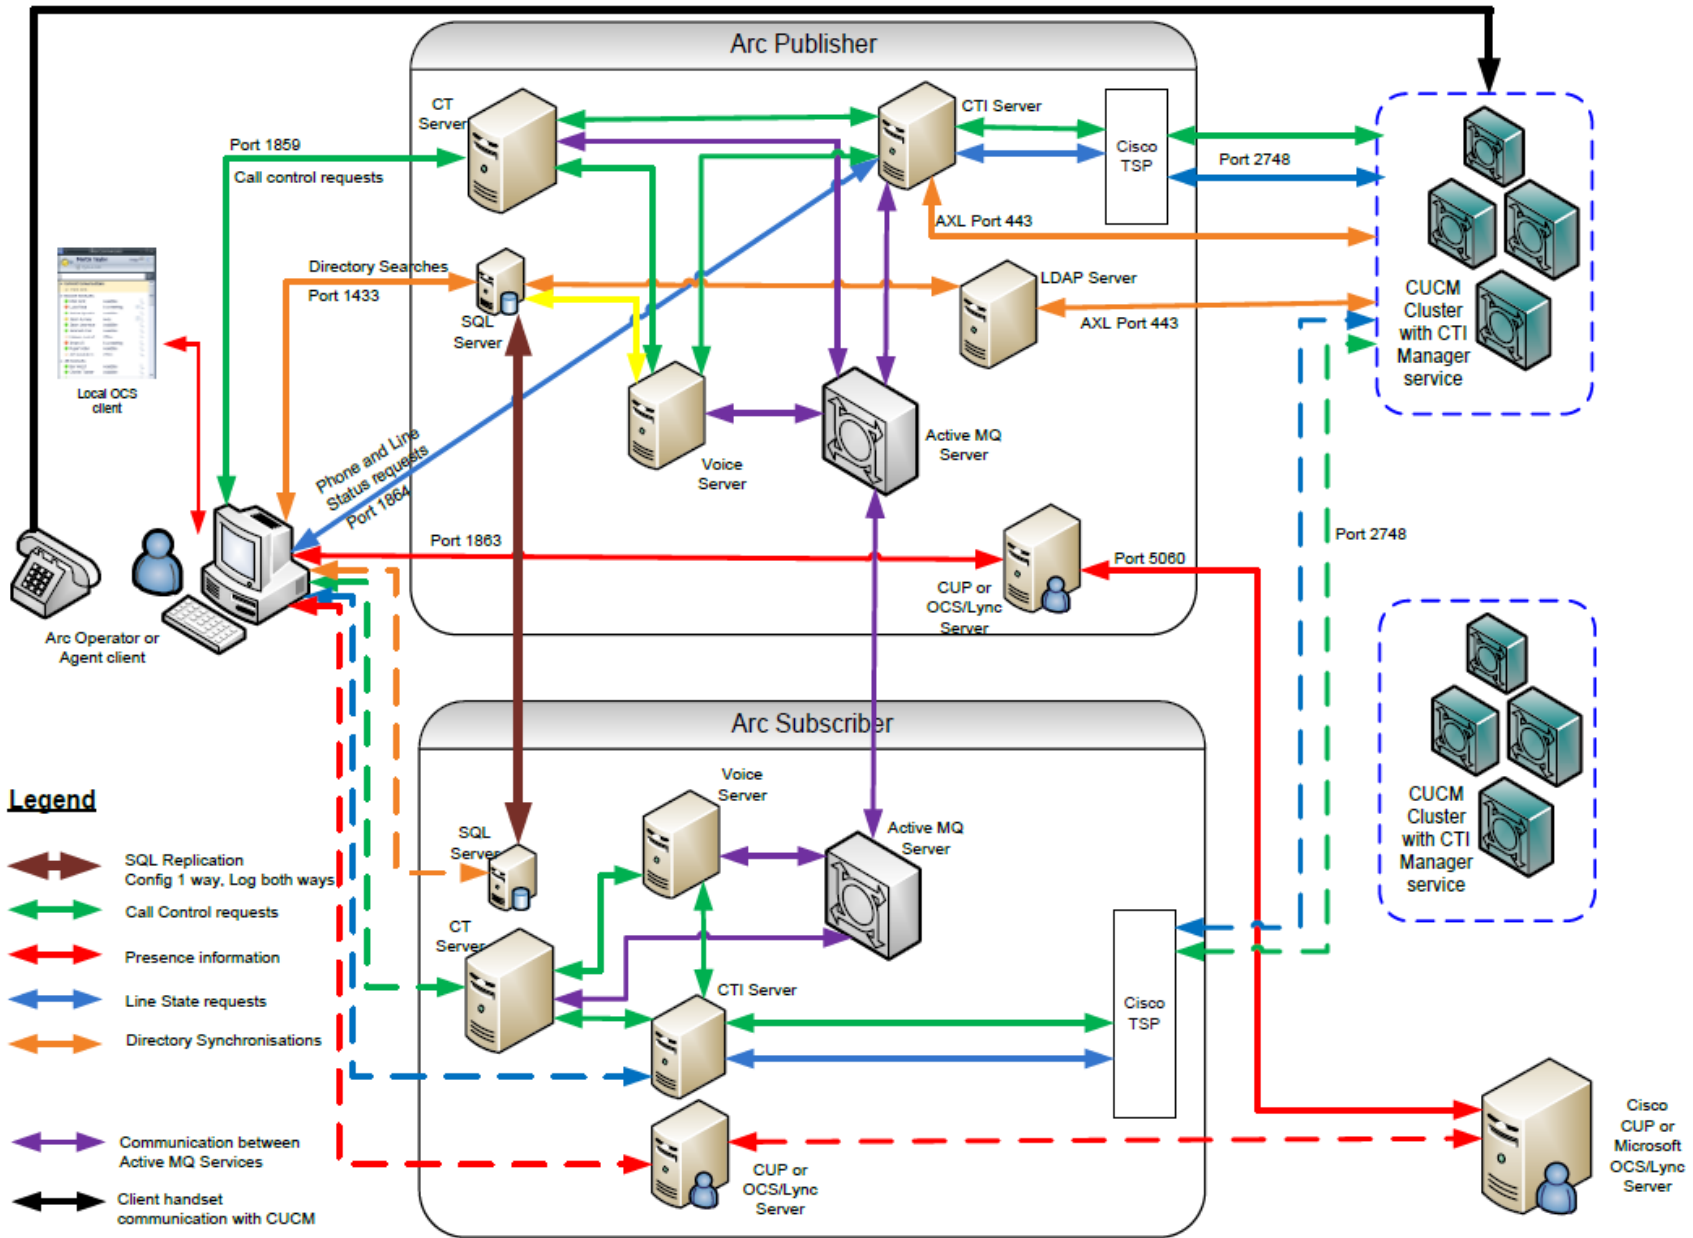 Arc Publisher
CT
Server
CTI Server
Cisco
TSP
Port 1859
Call control requests
Port 2748
AXL Port 443
Directory Searches
Port 1433
LDAP Server
SQL
Server
AXL Port 443
CUCM
Cluster
with CTI
Manager
service
Local OCS
client
Phone and Line
Status requests
Port 1864
Voice
Server
Active MQ
Server
Port 1863
Port 5060
Port 2748
CUP or
OCS/Lync
Server
Arc Operator or
Agent client
Arc Subscriber
Voice
Server
SQL
Server
Active MQ
Server
CUCM
Cluster
with CTI
Manager
service
CT
Server
CTI Server
Cisco
TSP
CUP or
OCS/Lync
Server
Cisco
CUP or
Microsoft
OCS/Lync
Server
Legend
SQL Replication
Config 1 way, Log both ways
Call Control requests
Presence information
Line State requests
Directory Synchronisations
Communication between
Active MQ Services
Client handset
communication with CUCM